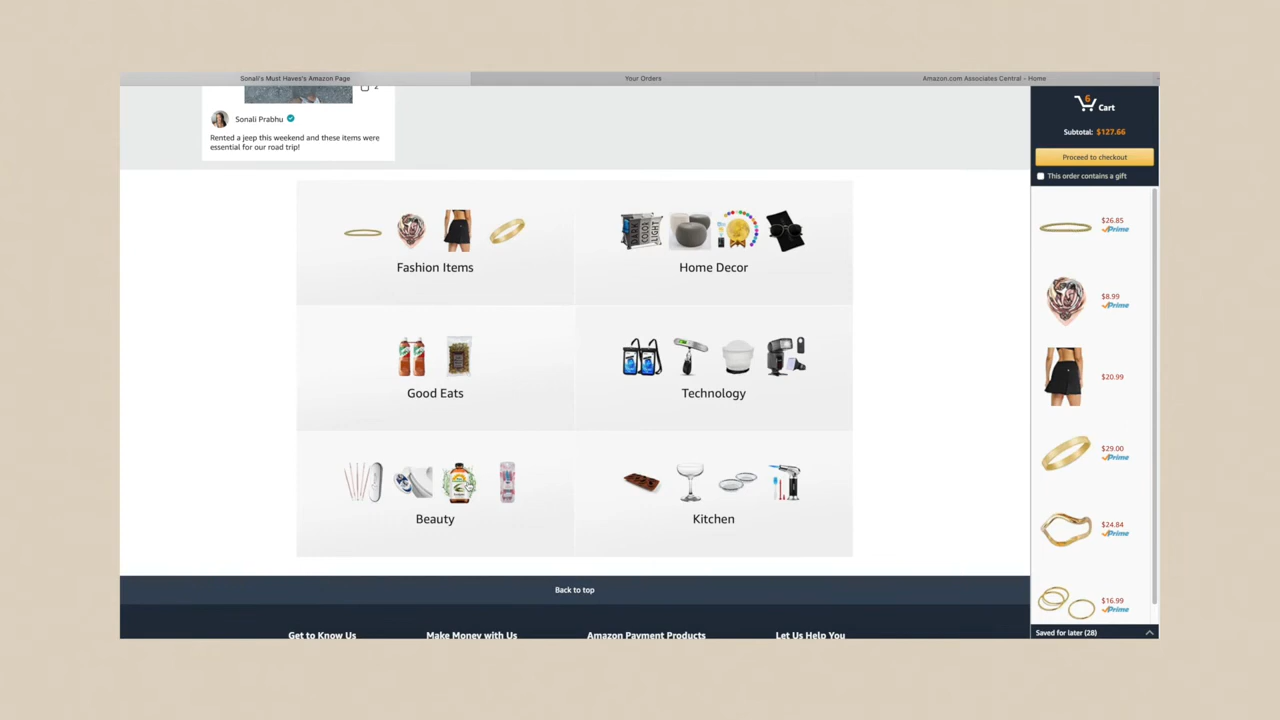 Sonali's Must Haves's Amazon Page
Your Orders
Amazon.com Associates Central - Home
2
Sonali Prabhu
Rented a jeep this weekend and these items were
essential for our road trip!
Fashion Items
Home Decor
Good Eats
Technology
Beauty
Kitchen
Back to top
Get to Know Us
Make Money with Us
Amazon Payment Products
Let Us Help You
6
Cart
Subtotal: $127.66
Proceed to checkout
This order contains a gift
$26.85
Prime
$8.99
Prime
$20.99
$29.00
Prime
$24.84
Prime
$16.99
Prime
Saved for later (28)